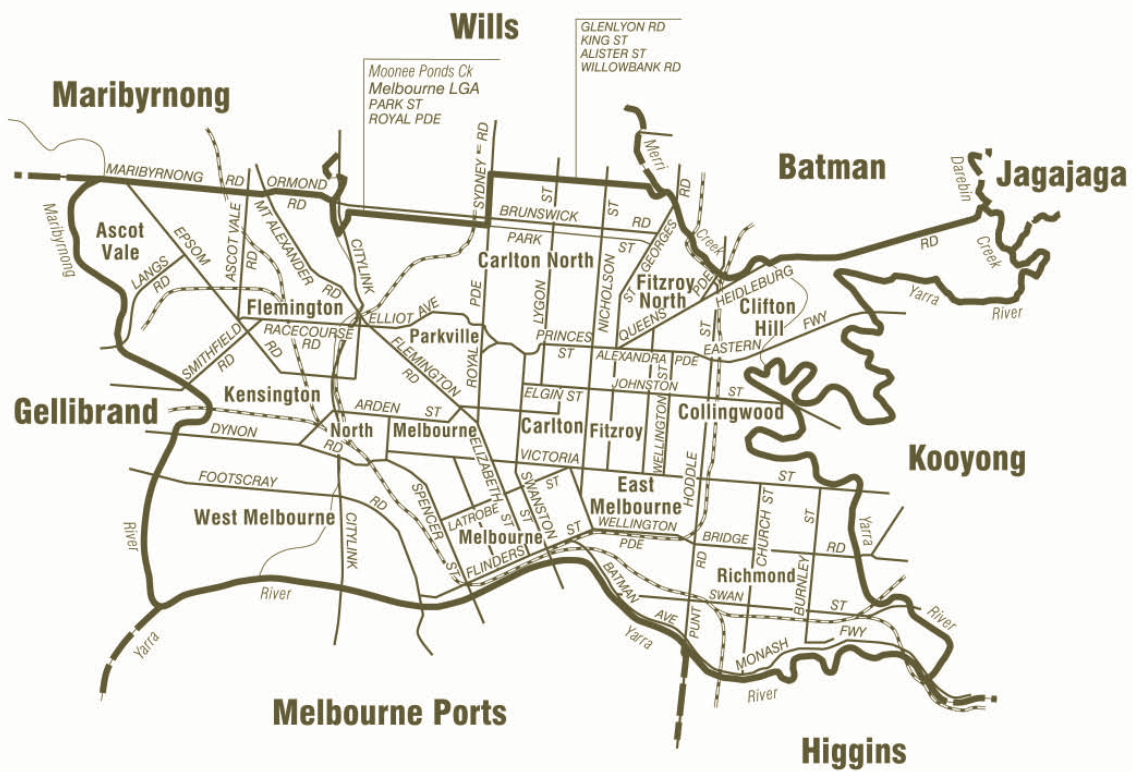 Wills
GLENLYON RD
KING ST
ALISTER ST
WILLOWBANK RD
Moonee Ponds Ck
Melbourne LGA
PARK ST
ROYAL PDE
Maribyrnong
Batman
Jagajaga
Darebin
Creek
Merri
Creek
SYDNEY RD
RD
MARIBYRNONG RD
ORMOND
RD
Maribyrnong
River
Ascot
Vale
EPSOM
RD
ASCOT VALE
RD
MT ALEXANDER
RD
CITYLINK
LANGS
RD
BRUNSWICK
RD
PARK
ST
ST
ST
Carlton North
LYGON
NICHOLSON
ST GEORGES
Fitzroy
North
QUEENS
PDE
HEIDLEBURG
RD
Clifton
Hill
Yarra
River
EASTERN
FWY
Flemington
RACECOURSE
RD
ELLIOT AVE
Parkville
ROYAL
PDE
PRINCES
ST
ALEXANDRA
PDE
ST
SMITHFIELD
RD
FLEMINGTON
RD
JOHNSTON
ST
ELGIN ST
Kensington
Gellibrand
ARDEN
ST
North
Melbourne
Carlton
Fitzroy
WELLINGTON
ST
Collingwood
DYNON
RD
VICTORIA
ST
HODDLE
ST
Kooyong
FOOTSCRAY
RD
West Melbourne
CITYLINK
SPENCER
ST
ELIZABETH
ST
SWANSTON
ST
LATROBE
ST
Melbourne
FLINDERS
ST
East
Melbourne
WELLINGTON
PDE
BRIDGE
RD
CHURCH ST
BURNLEY
ST
Yarra
Richmond
SWAN
ST
PUNT
RD
BATMAN
AVE
MONASH
FWY
River
River
Yarra
Yarra
River
Melbourne Ports
Higgins